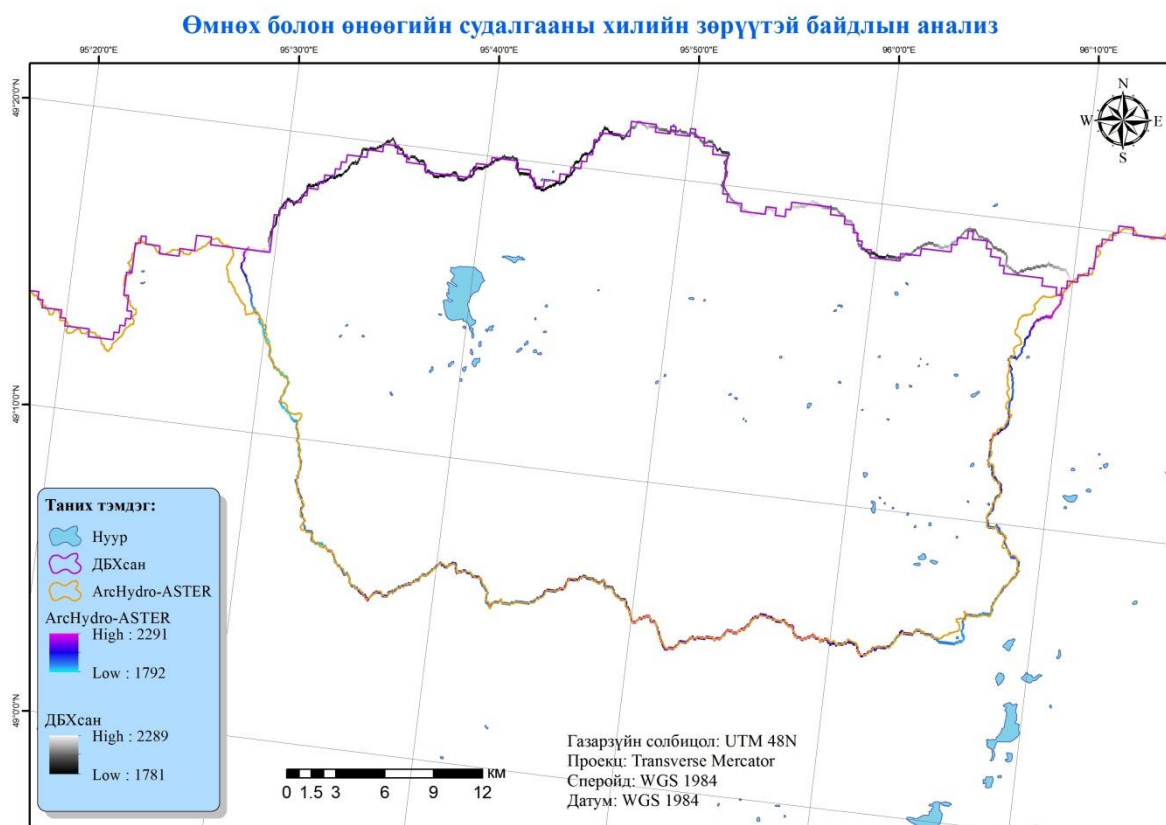 Өмнөх болон өнөөгийн судалгааны хилийн зөрүүтэй байдлын анализ
95°20'0"E
95°30'0"E
95°40'0"E
95°50'0"E
96°0'0"E
96°10'0"E
49°20'0"N
49°10'0"N
49°0'0"N
N
W
E
S
Таних тэмдэг:
Нуур
ДБХсан
ArcHydro-ASTER
ArcHydro-ASTER
High : 2291
Low : 1792
ДБХсан
High : 2289
Low : 1781
км
0 1.5 3 6 9 12
Газарзүйн солбицол: UTM 48N
Проекц: Transverse Mercator
Сперойд: WGS 1984
Датум: WGS 1984